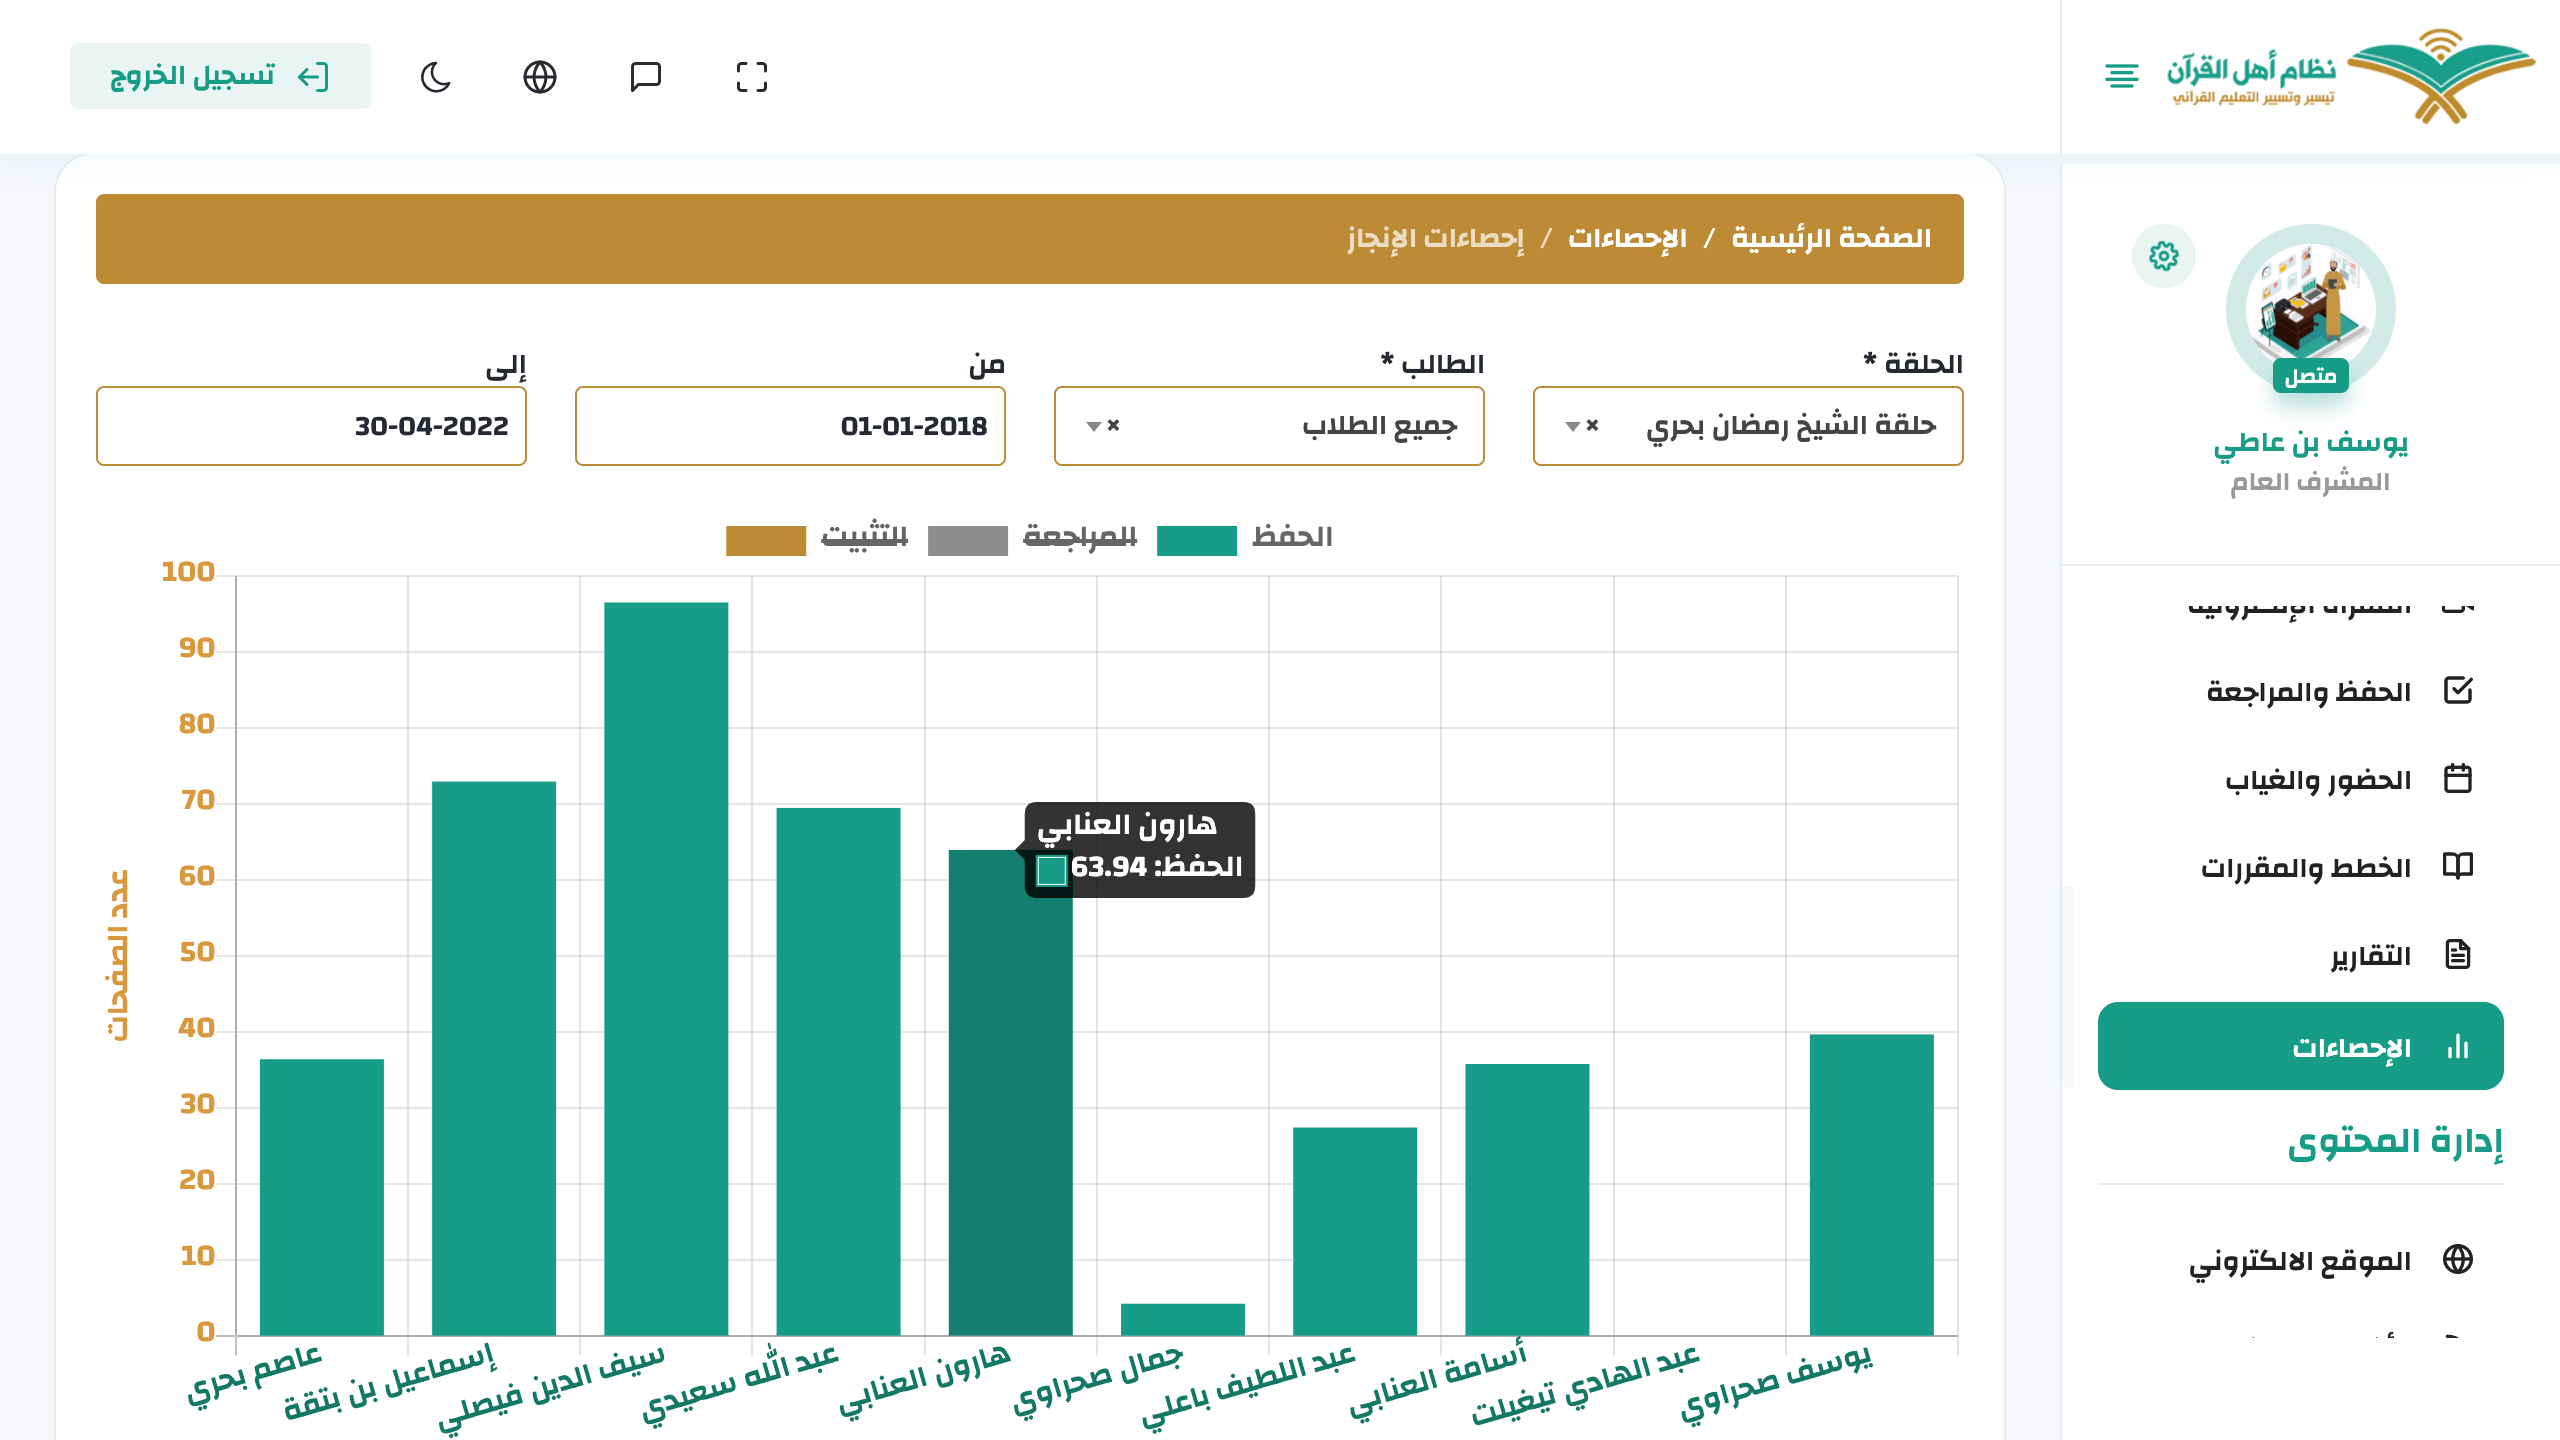 نظام أهل القرآن
تيسير وتسيير التعليم القرآني
تسجيل الخروج
متصل
يوسف بن عاطي
المشرف العام
الحفظ والمراجعة
الحضور والغياب
الخطط والمقررات
التقارير
الإحصاءات
إدارة المحتوى
الموقع الالكتروني
الصفحة الرئيسية / الإحصاءات / إحصاءات الإنجاز
الحلقة *
حلقة الشيخ رمضان بحري
×
الطالب *
جميع الطلاب
×
من
01-01-2018
إلى
30-04-2022
الحفظ
المراجعة
التثبيت
عدد الصفحات
100
90
80
70
60
50
40
30
20
10
0
هارون العنابي
الحفظ: 63.94
عاصم بحري
إسماعيل بن بتقة
سيف الدين فيصلي
عبد الله سعيدي
هارون العنابي
جمال صحراوي
عبد اللطيف باعلي
أسامة العنابي
عبد الهادي تيغيلت
يوسف صحراوي